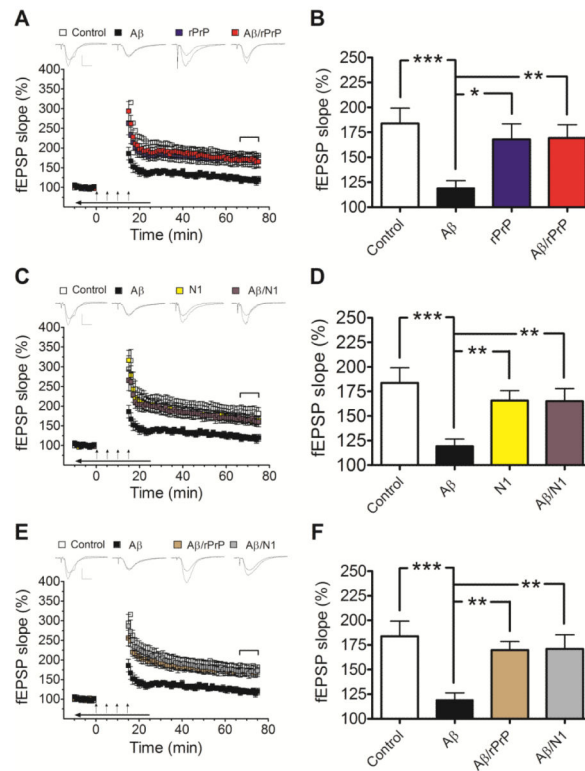 A
Control Aβ rPrP Aβ/rPrP
fEPSP slope (%)
400
350
300
250
200
150
100
0 20 40 60 80
Time (min)
B
fEPSP slope (%)
250
225
200
175
150
125
100
***
**
*
Control Aβ rPrP Aβ/rPrP
C
Control Aβ N1 Aβ/N1
fEPSP slope (%)
400
350
300
250
200
150
100
0 20 40 60 80
Time (min)
D
fEPSP slope (%)
250
225
200
175
150
125
100
***
**
**
Control Aβ N1 Aβ/N1
E
Control Aβ Aβ/rPrP Aβ/N1
fEPSP slope (%)
400
350
300
250
200
150
100
0 20 40 60 80
Time (min)
F
fEPSP slope (%)
250
225
200
175
150
125
100
***
**
**
Control Aβ Aβ/rPrP Aβ/N1